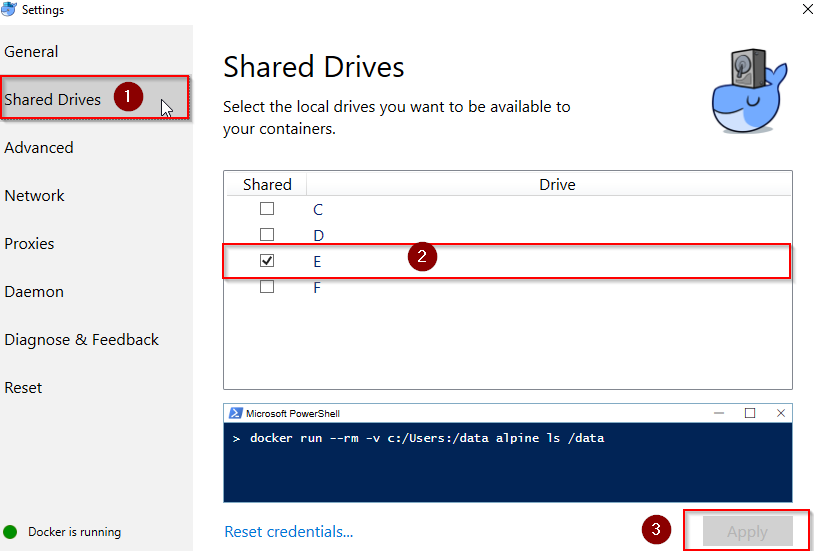 Settings
General
Shared Drives 1
Advanced
Network
Proxies
Daemon
Diagnose & Feedback
Reset
Docker is running
Shared Drives
Select the local drives you want to be available to
your containers.
Shared Drive
C
D
E 2
F
Microsoft PowerShell
> docker run --rm -v c:/Users:/data alpine ls /data
Reset credentials...
3 Apply